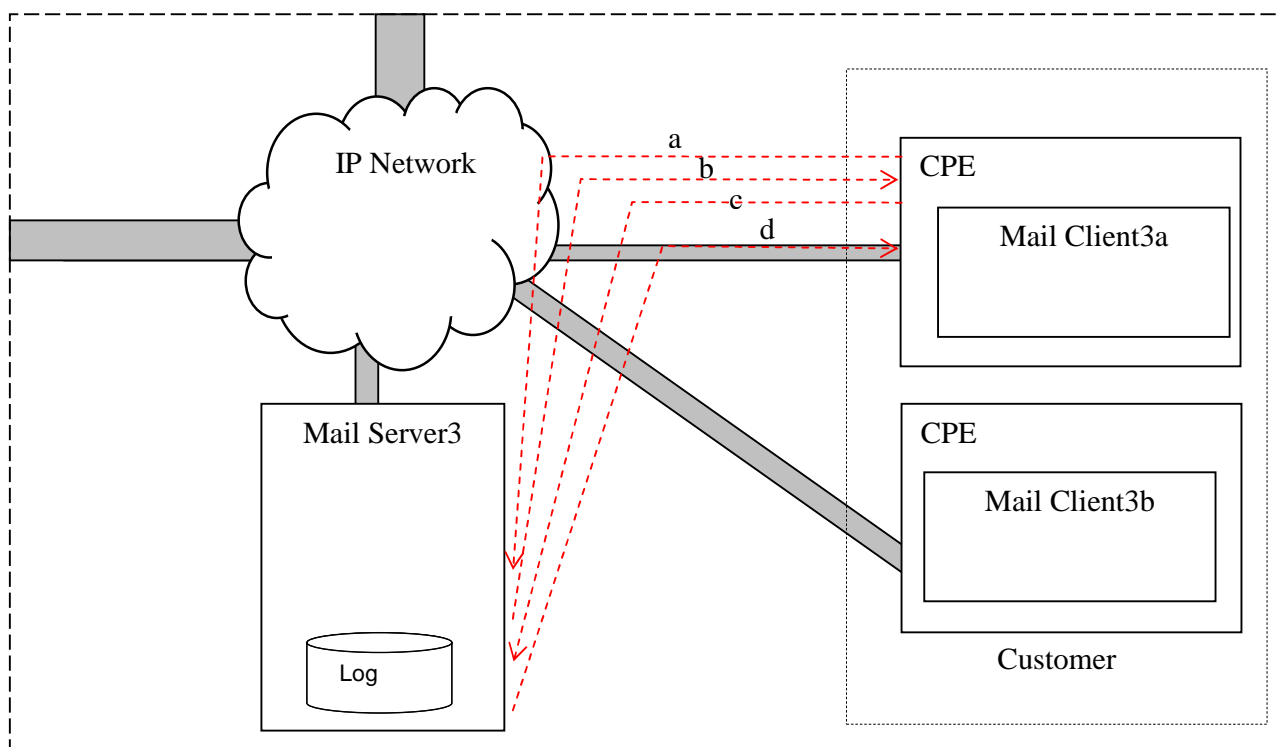 a
IP Network
CPE
b
c
Mail Client3a
d
Mail Server3
CPE
Mail Client3b
Log
Customer